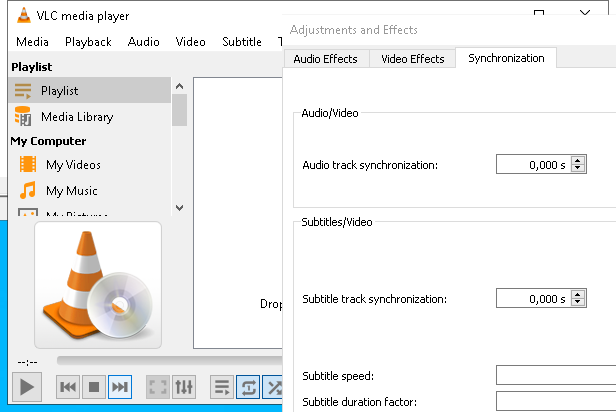 VLC media player
Media Playback Audio Video Subtitle
Playlist
Playlist
Media Library
My Computer
My Videos
My Music
My Pictures
Drop
--:--
Adjustments and Effects
Audio Effects Video Effects Synchronization
Audio/Video
Audio track synchronization: 0,000 s
Subtitles/Video
Subtitle track synchronization: 0,000 s
Subtitle speed:
Subtitle duration factor: